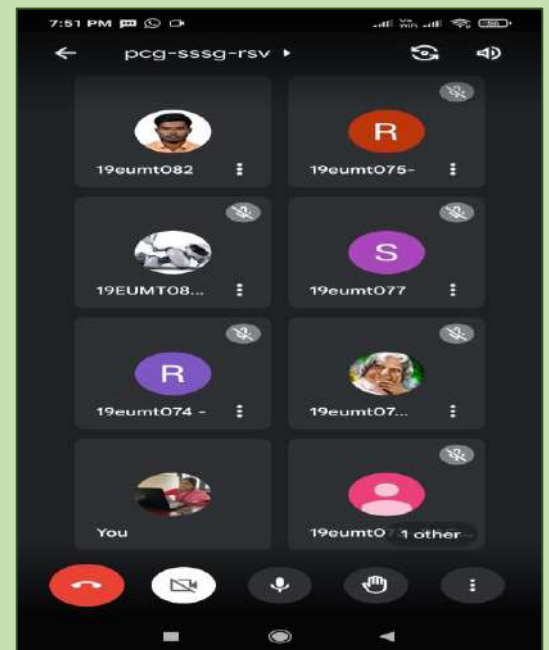 7:51 PM
pcg-sssg-rsv
R
19eumt082
19eumt075-
S
19EUMT08...
19eumt077
R
19eumt074 -
19eumt07...
You
19eumt0
1 other